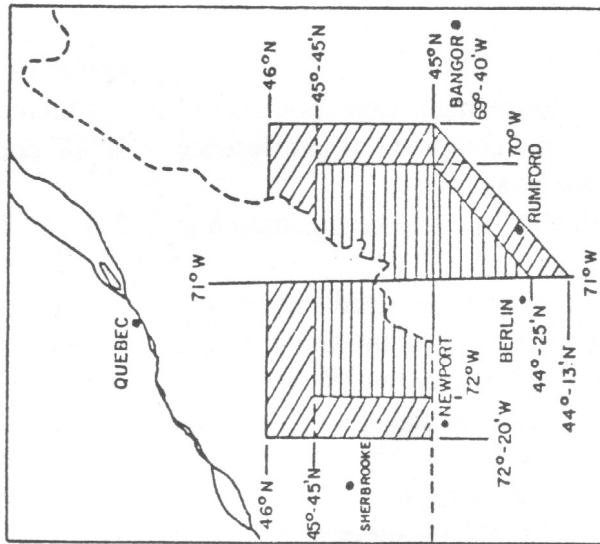 46°N
45°-45'N
45°N
BANGOR
69°-40'W
70°W
RUMFORD
71°W
71°W
QUEBEC
BERLIN
44°-25'N
44°-13'N
NEWPORT
72°W
72°-20'W
46°N
45°-45'N
SHERBROOKE